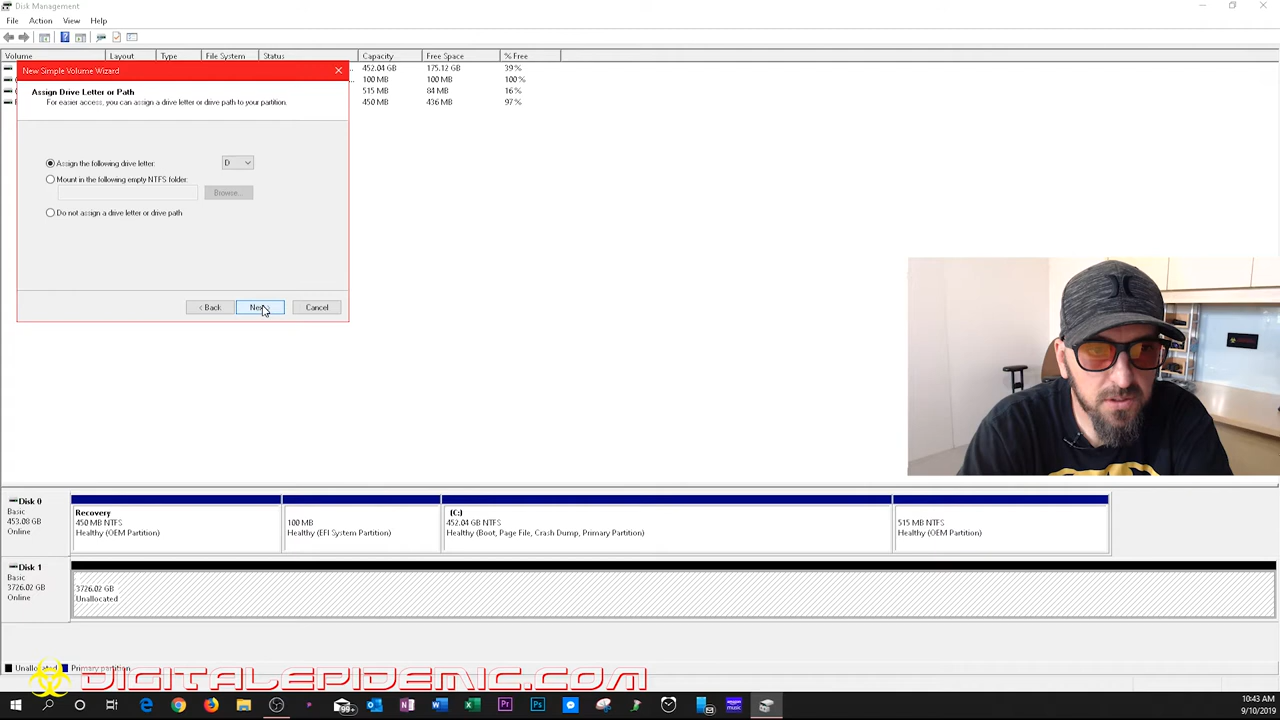 Disk Management
File Action View Help
Volume Layout Type File System Status Capacity Free Space % Free
452.04 GB 175.12 GB 39 %
100 MB 100 MB 100 %
515 MB 84 MB 16 %
450 MB 436 MB 97 %
New Simple Volume Wizard
Assign Drive Letter or Path
For easier access, you can assign a drive letter or drive path to your partition.
Assign the following drive letter: D
Mount in the following empty NTFS folder:
Browse...
Do not assign a drive letter or drive path
< Back Cancel
Disk 0
Basic
453.08 GB
Online
Recovery
450 MB NTFS
Healthy (OEM Partition)
100 MB
Healthy (EFI System Partition)
(C:)
452.04 GB NTFS
Healthy (Boot, Page File, Crash Dump, Primary Partition)
515 MB NTFS
Healthy (OEM Partition)
Disk 1
Basic
3726.02 GB
Online
3726.02 GB
Unallocated
Primary partition
DIGITALEPIDEMIC.COM
99+
10:43 AM
9/10/2019